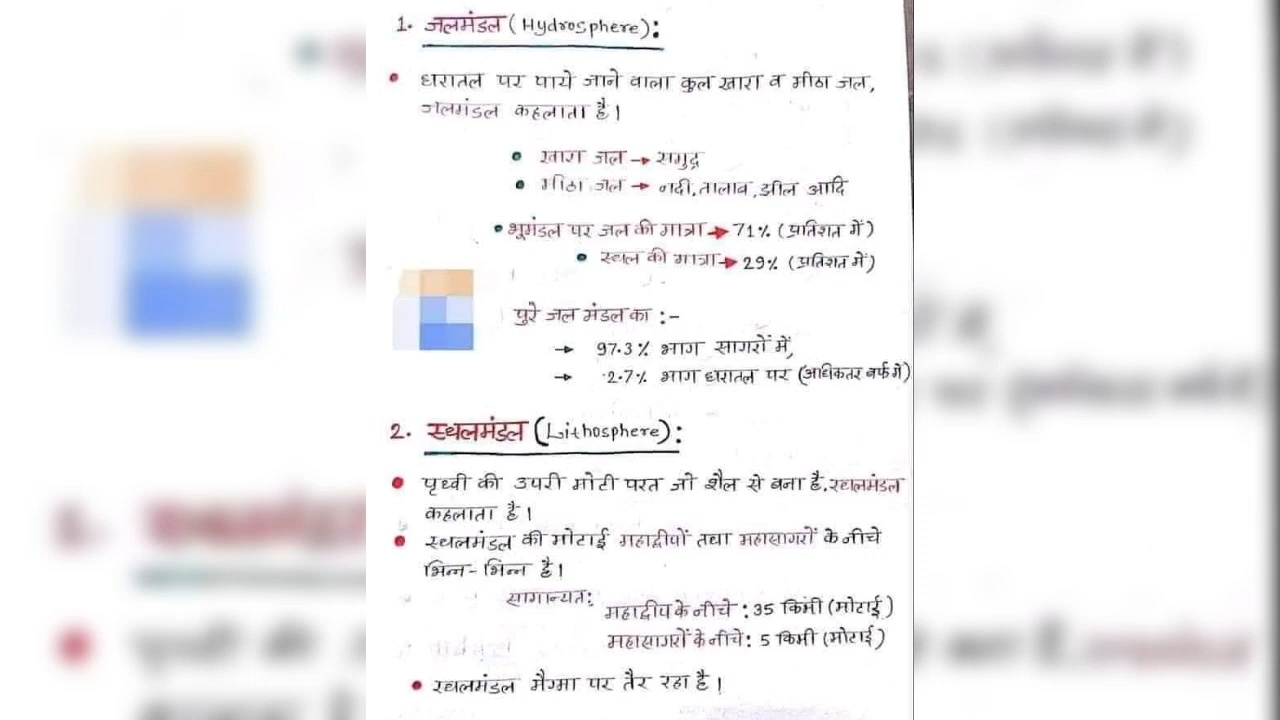 1. जलमंडल (Hydrosphere):
• धरातल पर पाये जाने वाला कुल खारा व मीठा जल,
जलमंडल कहलाता है।
• खारा जल → समुद्र
• मीठा जल → नदी, तालाब, झील आदि
• भूमंडल पर जल की मात्रा → 71% (प्रतिशत में)
• स्थल की मात्रा → 29% (प्रतिशत में)
पुरे जल मंडल का :-
→ 97.3% भाग सागरों में,
→ 2.7% भाग धरातल पर (अधिकतर बर्फ में)
2. स्थलमंडल (Lithosphere):
• पृथ्वी की उपरी मोटी परत जो शैल से बना है, स्थलमंडल
कहलाता है।
• स्थलमंडल की मोटाई महाद्वीपों तथा महासागरों के नीचे
भिन्न-भिन्न है।
सामान्यत:
महाद्वीप के नीचे : 35 किमी (मोटाई)
महासागरों के नीचे: 5 किमी (मोटाई)
• स्थलमंडल मैग्मा पर तैर रहा है।